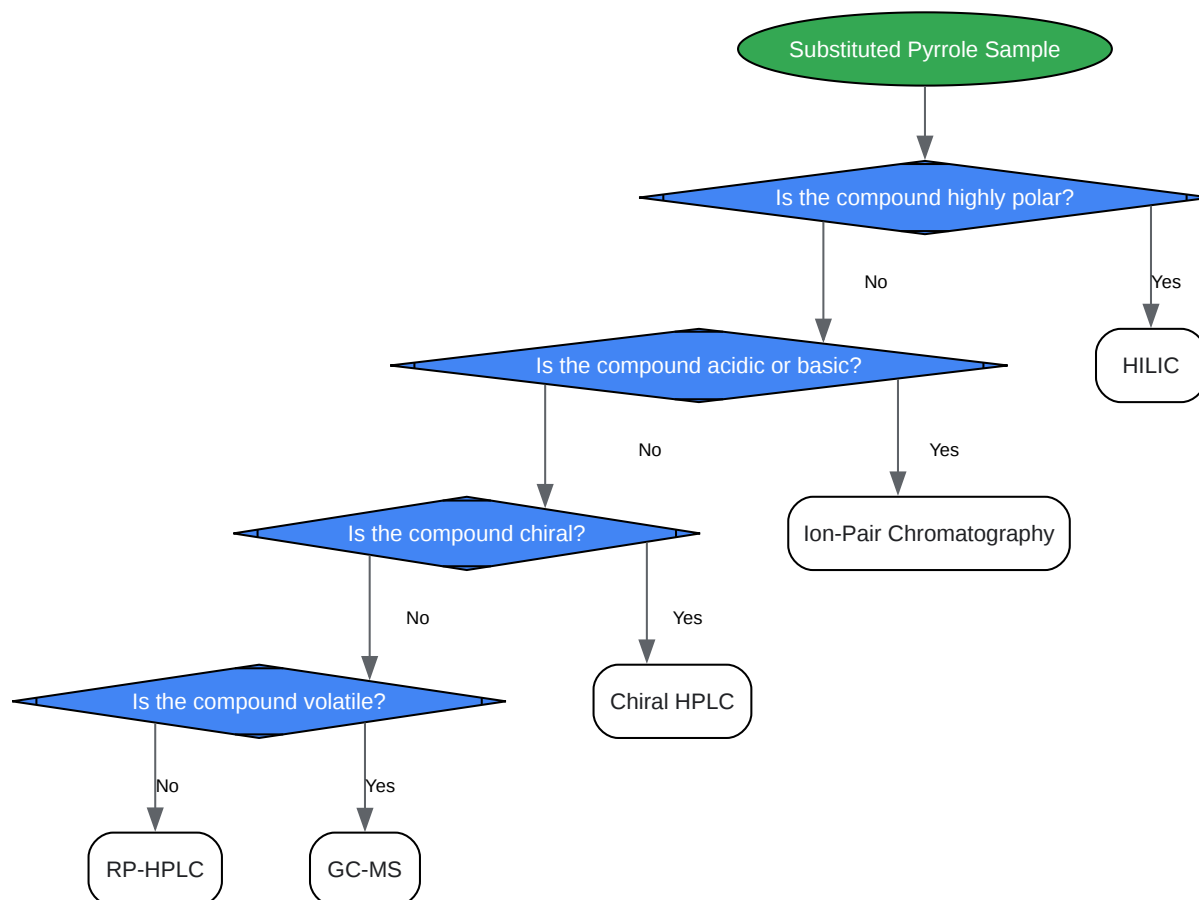 Substituted Pyrrole Sample
Is the compound highly polar?
No
Yes
Is the compound acidic or basic?
HILIC
No
Yes
Is the compound chiral?
Ion-Pair Chromatography
No
Yes
Is the compound volatile?
Chiral HPLC
No
Yes
RP-HPLC
GC-MS